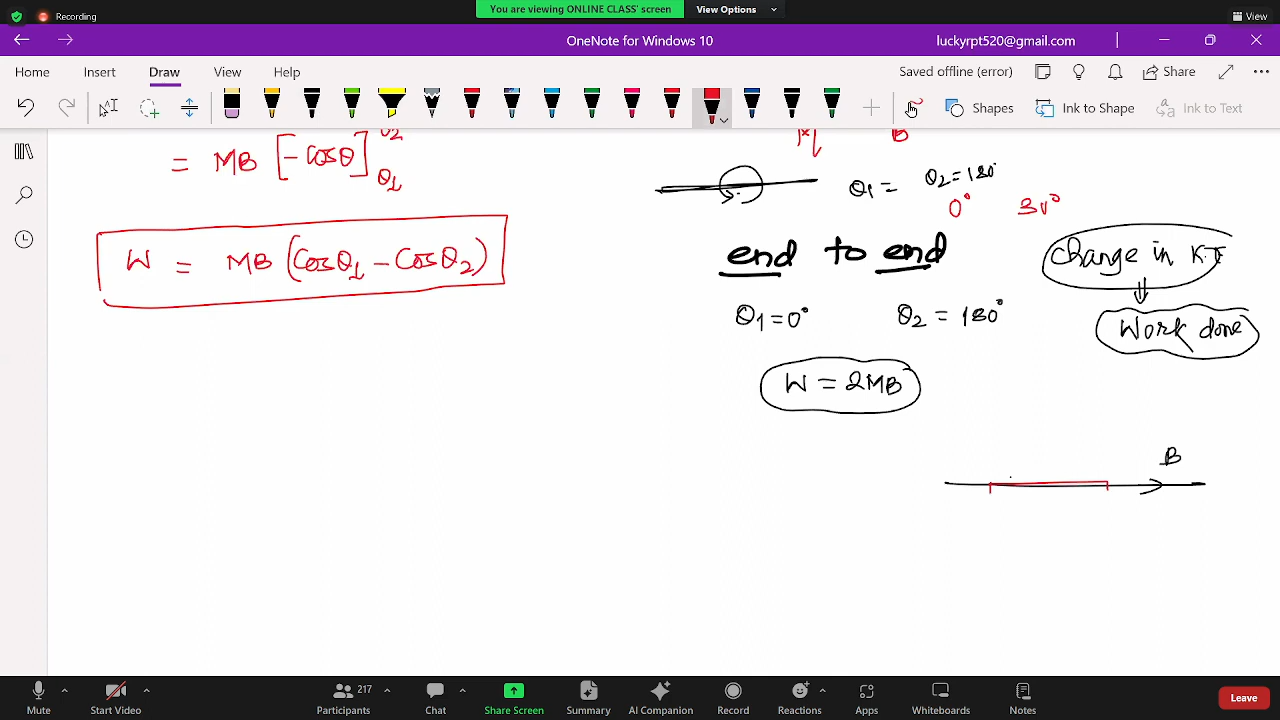 Recording
You are viewing ONLINE CLASS' screen
View Options
View
OneNote for Windows 10
luckyrpt520@gmail.com
Home Insert Draw View Help
Saved offline (error)
Share
Shapes
Ink to Shape
Ink to Text
= MB [-Cosθ]
θ2
θ1
W = MB (Cosθ1 - Cosθ2)
M B
θ1 = θ2 = 180°
0° 30°
end to end
θ1 = 0° θ2 = 180°
W = 2MB
Change in K.E
⇓
Work done
B
Mute
Start Video
Participants 217
Chat
Share Screen
Summary
AI Companion
Record
Reactions
Apps
Whiteboards
Notes
Leave